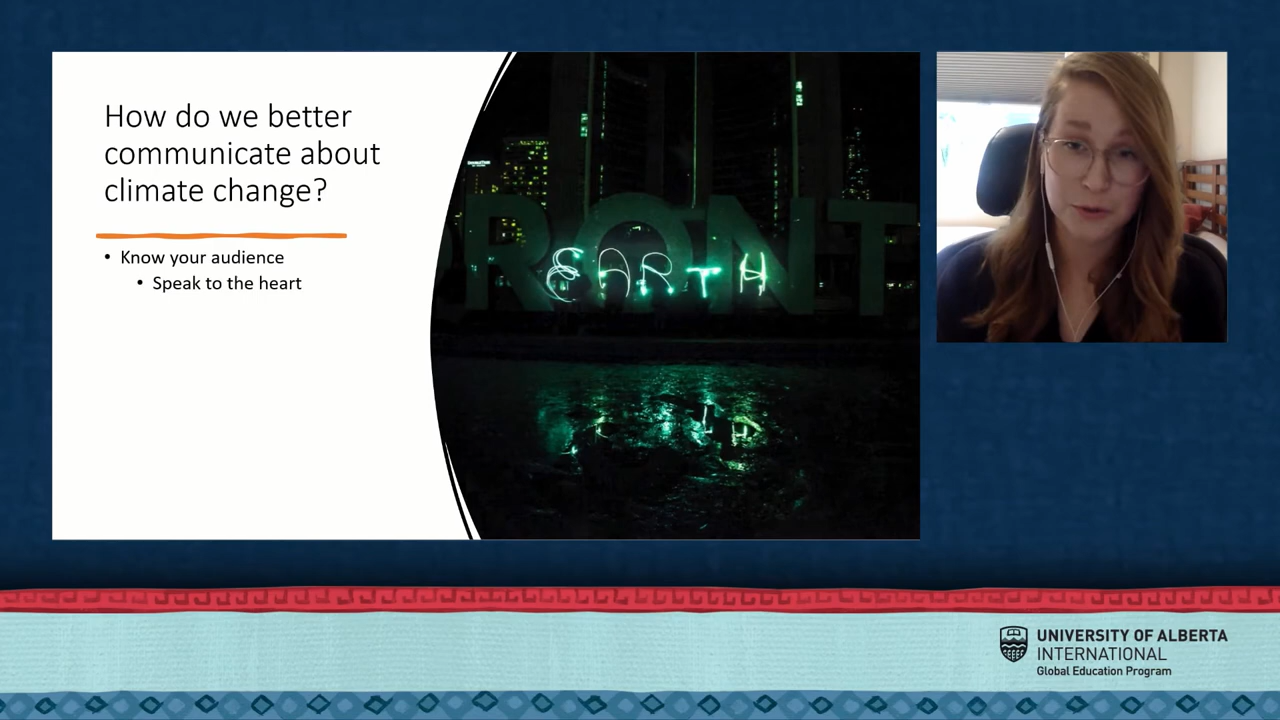 How do we better
communicate about
climate change?
• Know your audience
• Speak to the heart
RONT
EARTH
UNIVERSITY OF ALBERTA
INTERNATIONAL
Global Education Program